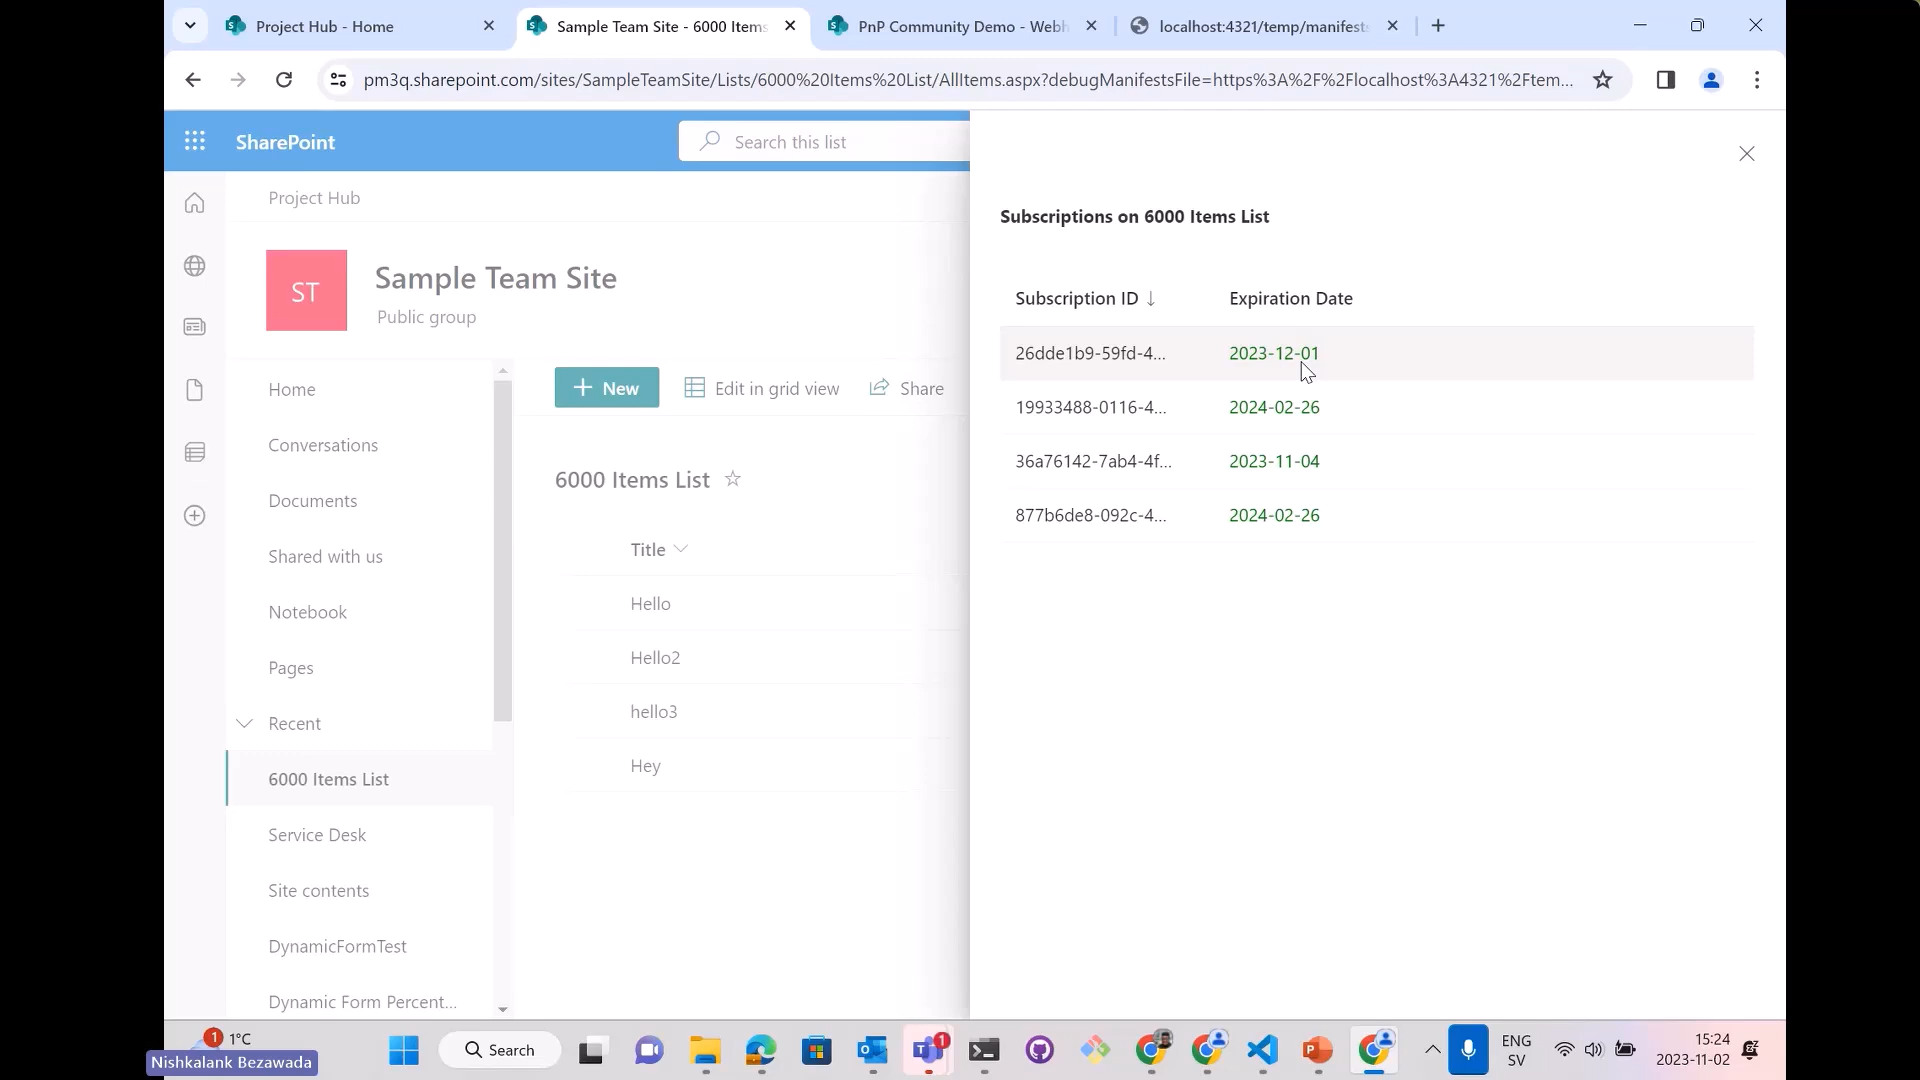 Project Hub - Home
Sample Team Site - 6000 Items
PnP Community Demo - Webh
localhost:4321/temp/manifest
pm3q.sharepoint.com/sites/SampleTeamSite/Lists/6000%20Items%20List/AllItems.aspx?debugManifestsFile=https%3A%2F%2Flocalhost%3A4321%2Ftem...
SharePoint
Search this list
Project Hub
Subscriptions on 6000 Items List
ST
Sample Team Site
Public group
Subscription ID
Expiration Date
26dde1b9-59fd-4...
2023-12-01
19933488-0116-4...
2024-02-26
36a76142-7ab4-4f...
2023-11-04
877b6de8-092c-4...
2024-02-26
Home
Conversations
Documents
Shared with us
Notebook
Pages
Recent
6000 Items List
Service Desk
Site contents
DynamicFormTest
Dynamic Form Percent...
New
Edit in grid view
Share
6000 Items List
Title
Hello
Hello2
hello3
Hey
1
1°C
Nishkalank Bezawada
Search
1
ENG
SV
15:24
2023-11-02